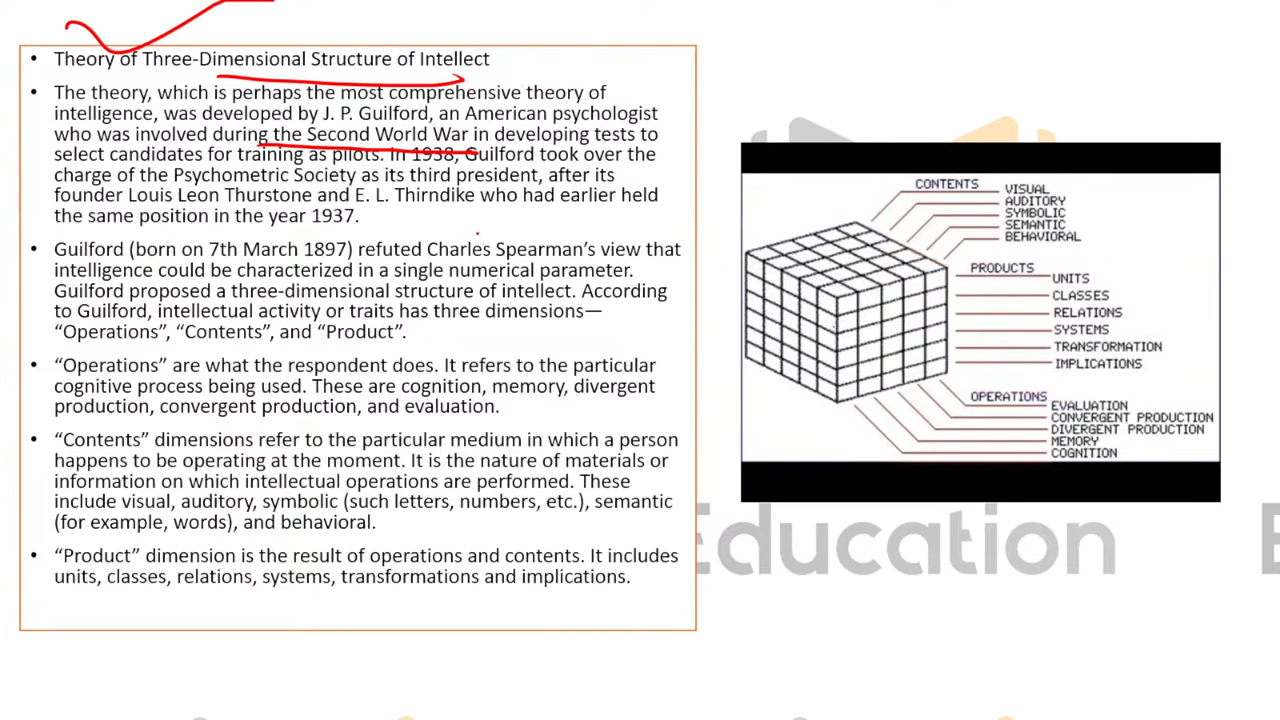 • Theory of Three-Dimensional Structure of Intellect
• The theory, which is perhaps the most comprehensive theory of
intelligence, was developed by J. P. Guilford, an American psychologist
who was involved during the Second World War in developing tests to
select candidates for training as pilots. In 1938, Guilford took over the
charge of the Psychometric Society as its third president, after its
founder Louis Leon Thurstone and E. L. Thirndike who had earlier held
the same position in the year 1937.
• Guilford (born on 7th March 1897) refuted Charles Spearman’s view that
intelligence could be characterized in a single numerical parameter.
Guilford proposed a three-dimensional structure of intellect. According
to Guilford, intellectual activity or traits has three dimensions—
“Operations”, “Contents”, and “Product”.
• “Operations” are what the respondent does. It refers to the particular
cognitive process being used. These are cognition, memory, divergent
production, convergent production, and evaluation.
• “Contents” dimensions refer to the particular medium in which a person
happens to be operating at the moment. It is the nature of materials or
information on which intellectual operations are performed. These
include visual, auditory, symbolic (such letters, numbers, etc.), semantic
(for example, words), and behavioral.
• “Product” dimension is the result of operations and contents. It includes
units, classes, relations, systems, transformations and implications.
CONTENTS
VISUAL
AUDITORY
SYMBOLIC
SEMANTIC
BEHAVIORAL
PRODUCTS
UNITS
CLASSES
RELATIONS
SYSTEMS
TRANSFORMATION
IMPLICATIONS
OPERATIONS
EVALUATION
CONVERGENT PRODUCTION
DIVERGENT PRODUCTION
MEMORY
COGNITION
Education
E